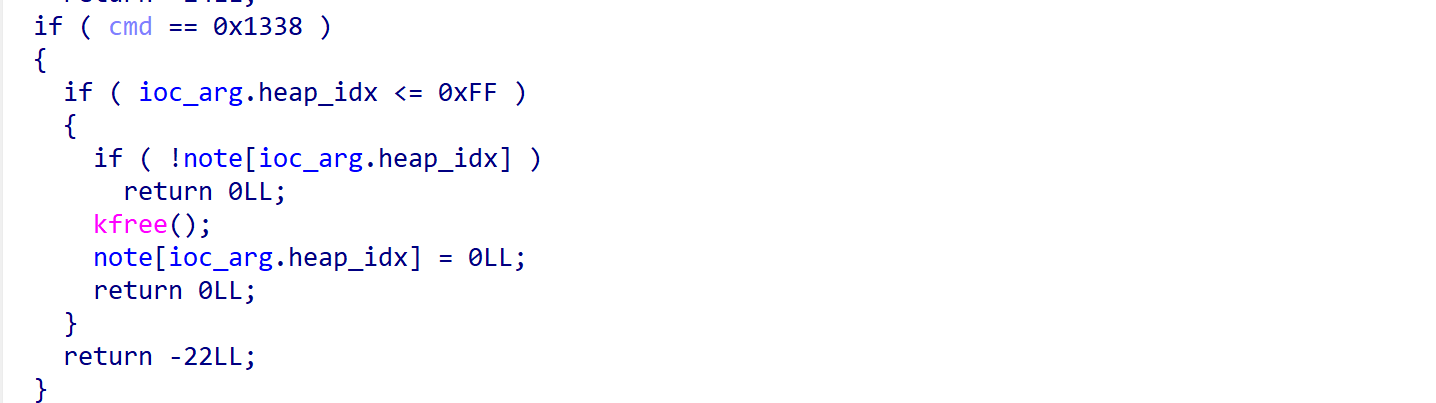 if ( cmd == 0x1338 )
{
if ( ioc_arg.heap_idx <= 0xFF )
{
if ( !note[ioc_arg.heap_idx] )
return 0LL;
kfree();
note[ioc_arg.heap_idx] = 0LL;
return 0LL;
}
return -22LL;
}